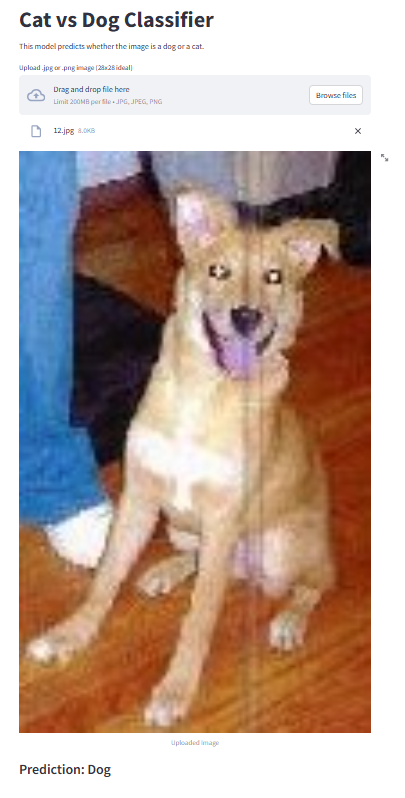 Cat vs Dog Classifier
This model predicts whether the image is a dog or a cat.
Upload .jpg or .png image (28x28 ideal)
Drag and drop file here
Limit 200MB per file • JPG, JPEG, PNG
Browse files
12.jpg 8.0KB
Uploaded Image
Prediction: Dog